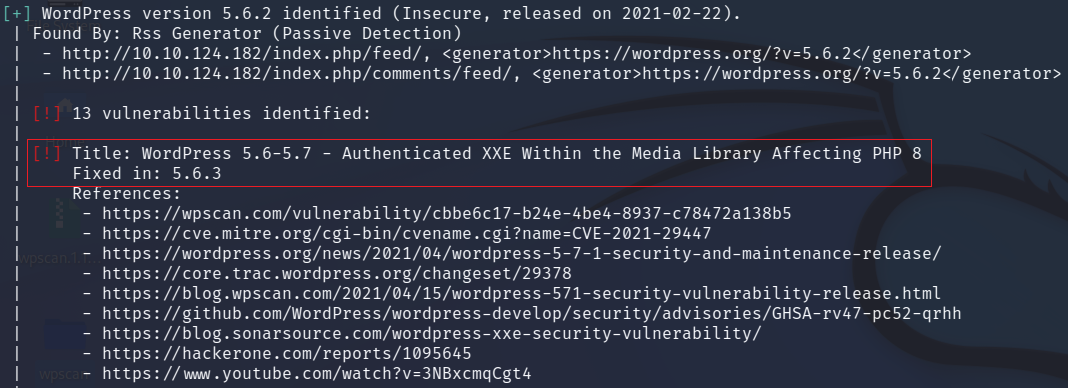 [+] WordPress version 5.6.2 identified (Insecure, released on 2021-02-22).
| Found By: Rss Generator (Passive Detection)
|  - http://10.10.124.182/index.php/feed/, <generator>https://wordpress.org/?v=5.6.2</generator>
|  - http://10.10.124.182/index.php/comments/feed/, <generator>https://wordpress.org/?v=5.6.2</generator>
|
| [!] 13 vulnerabilities identified:
|
| [!] Title: WordPress 5.6-5.7 - Authenticated XXE Within the Media Library Affecting PHP 8
|     Fixed in: 5.6.3
|     References:
|      - https://wpscan.com/vulnerability/cbbe6c17-b24e-4be4-8937-c78472a138b5
|      - https://cve.mitre.org/cgi-bin/cvename.cgi?name=CVE-2021-29447
|      - https://wordpress.org/news/2021/04/wordpress-5-7-1-security-and-maintenance-release/
|      - https://core.trac.wordpress.org/changeset/29378
|      - https://blog.wpscan.com/2021/04/15/wordpress-571-security-vulnerability-release.html
|      - https://github.com/WordPress/wordpress-develop/security/advisories/GHSA-rv47-pc52-qrhh
|      - https://blog.sonarsource.com/wordpress-xxe-security-vulnerability/
|      - https://hackerone.com/reports/1095645
|      - https://www.youtube.com/watch?v=3NBxcmqCgt4
|